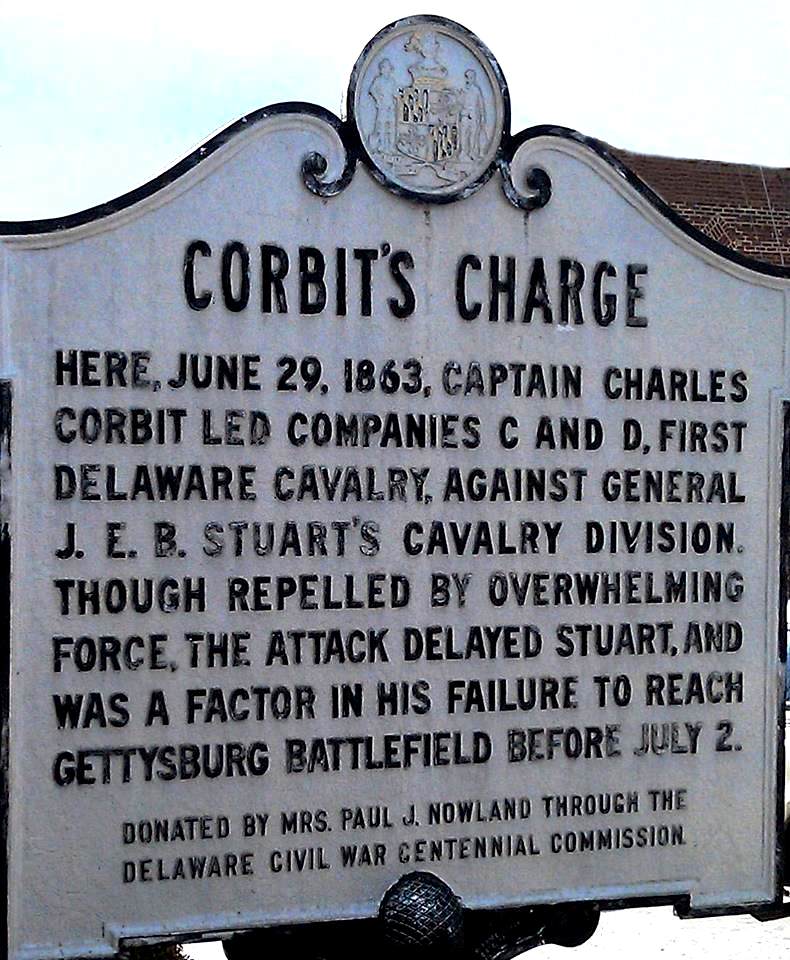 CORBIT'S CHARGE
HERE, JUNE 29, 1863, CAPTAIN CHARLES
CORBIT LED COMPANIES C AND D, FIRST
DELAWARE CAVALRY, AGAINST GENERAL
J. E. B. STUART'S CAVALRY DIVISION.
THOUGH REPELLED BY OVERWHELMING
FORCE, THE ATTACK DELAYED STUART, AND
WAS A FACTOR IN HIS FAILURE TO REACH
GETTYSBURG BATTLEFIELD BEFORE JULY 2.
DONATED BY MRS. PAUL J. NOWLAND THROUGH THE
DELAWARE CIVIL WAR CENTENNIAL COMMISSION.